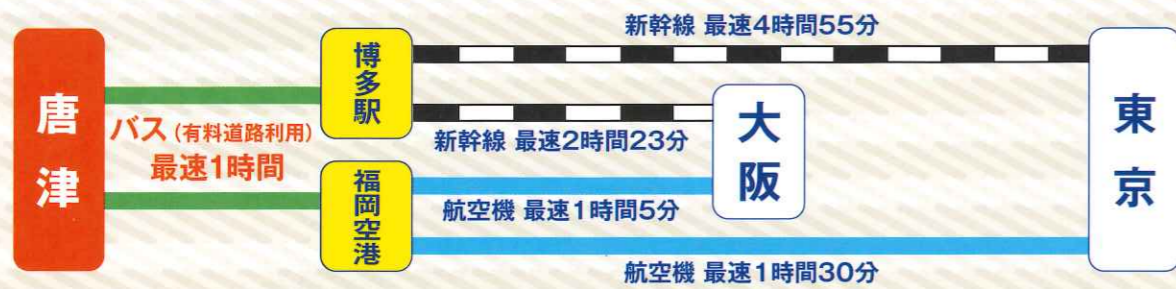 唐津
バス(有料道路利用)
最速1時間
博多駅
福岡空港
新幹線 最速4時間55分
新幹線 最速2時間23分
大阪
航空機 最速1時間5分
航空機 最速1時間30分
東京